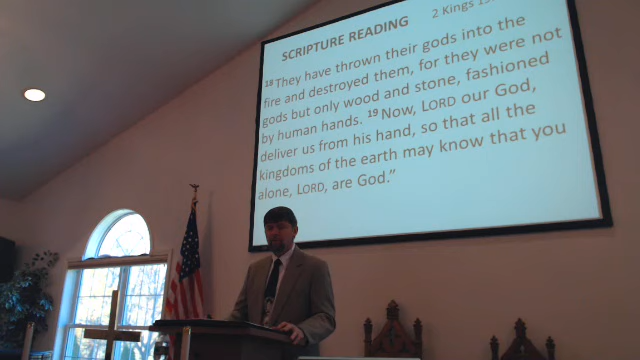 SCRIPTURE READING
2 Kings
18 They have thrown their gods into the
fire and destroyed them, for they were not
gods but only wood and stone, fashioned
by human hands. 19 Now, LORD our God,
deliver us from his hand, so that all the
kingdoms of the earth may know that you
alone, LORD, are God.”